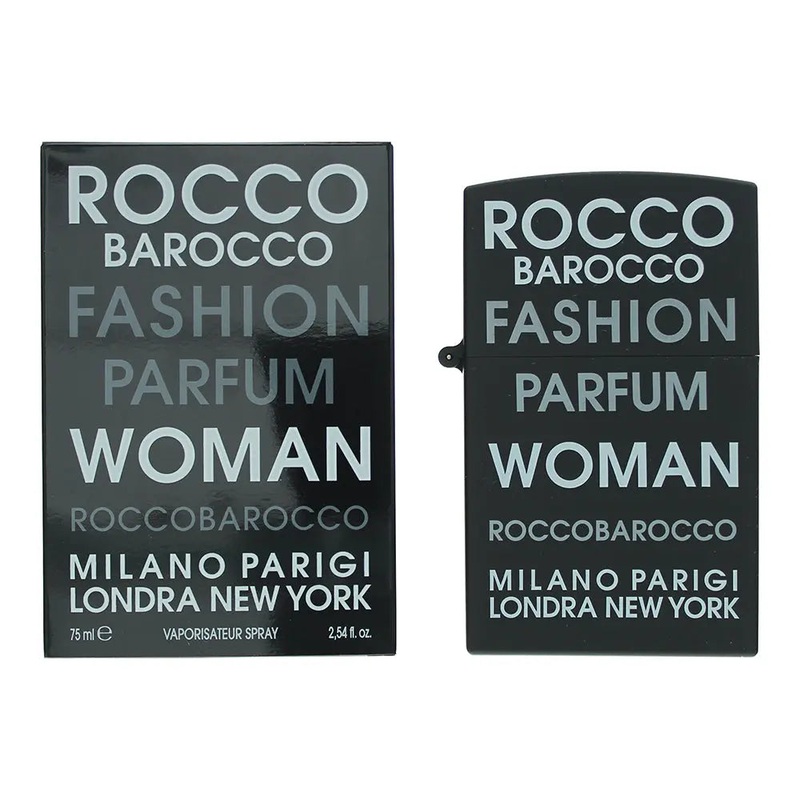 ROCCO
BAROCCO
FASHION
PARFUM
WOMAN
ROCCOBAROCCO
MILANO PARIGI
LONDRA NEW YORK
75 ml ℮ VAPORISATEUR SPRAY 2,54 fl. oz.
ROCCO
BAROCCO
FASHION
PARFUM
WOMAN
ROCCOBAROCCO
MILANO PARIGI
LONDRA NEW YORK